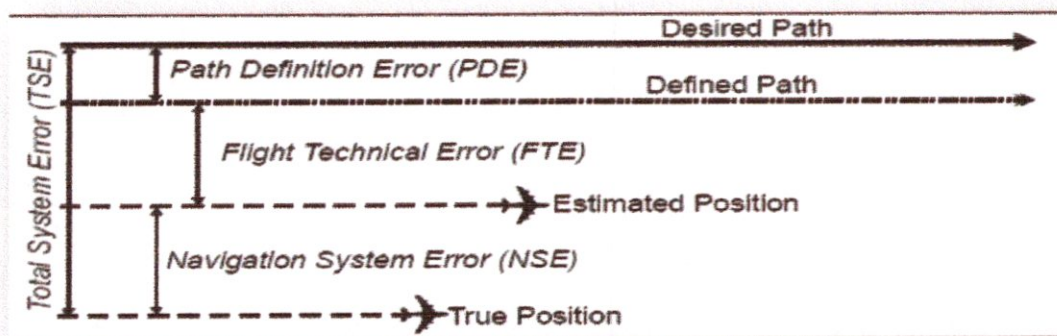 Desired Path
Path Definition Error (PDE)
Defined Path
Flight Technical Error (FTE)
Estimated Position
Navigation System Error (NSE)
True Position
Total System Error (TSE)